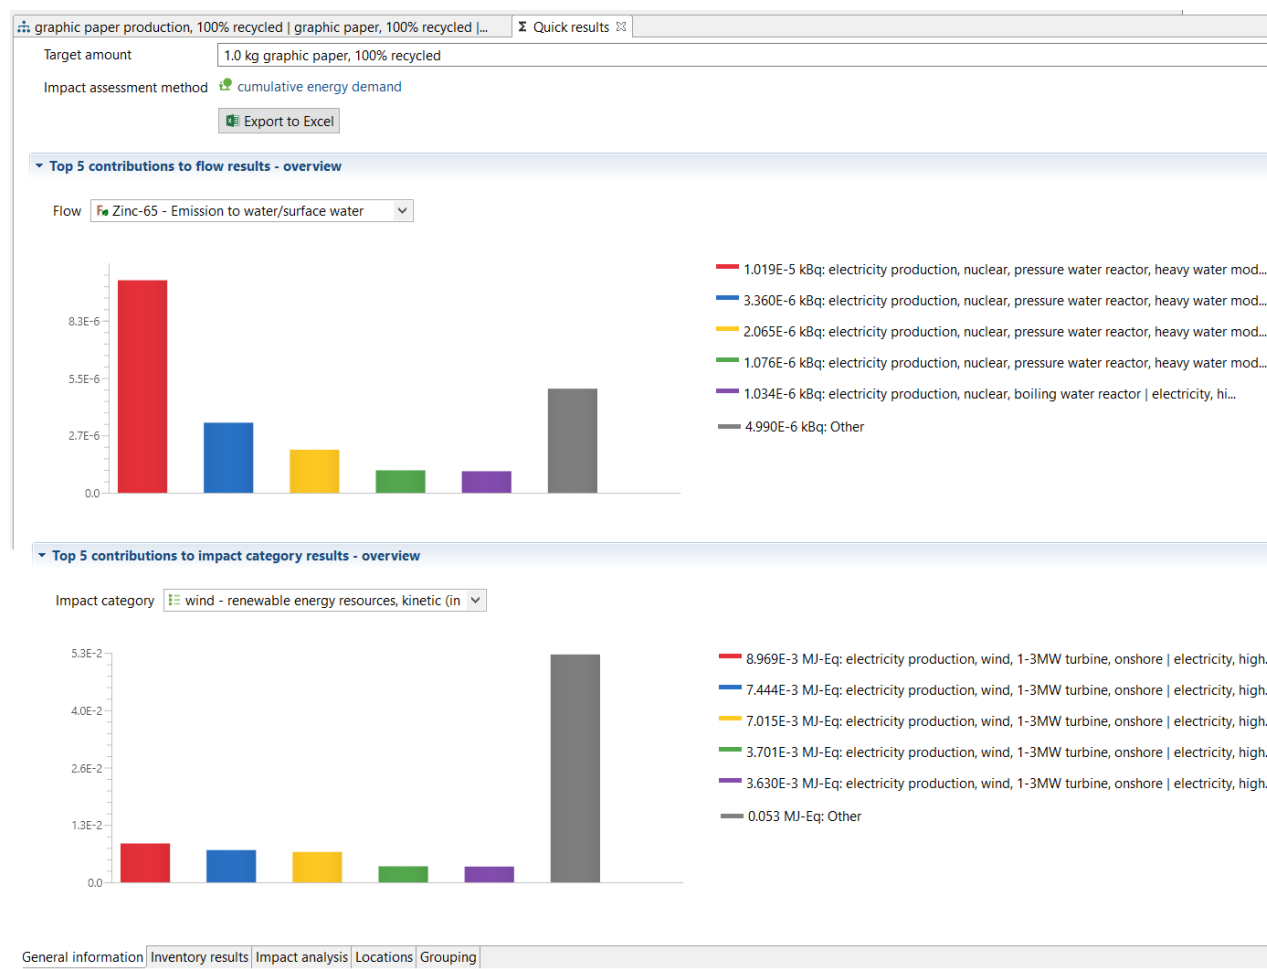 graphic paper production, 100% recycled | graphic paper, 100% recycled |...
Σ Quick results
Target amount
1.0 kg graphic paper, 100% recycled
Impact assessment method
cumulative energy demand
Export to Excel
Top 5 contributions to flow results - overview
Flow
Zinc-65 - Emission to water/surface water
8.3E-6
5.5E-6
2.7E-6
0.0
1.019E-5 kBq: electricity production, nuclear, pressure water reactor, heavy water mod...
3.360E-6 kBq: electricity production, nuclear, pressure water reactor, heavy water mod...
2.065E-6 kBq: electricity production, nuclear, pressure water reactor, heavy water mod...
1.076E-6 kBq: electricity production, nuclear, pressure water reactor, heavy water mod...
1.034E-6 kBq: electricity production, nuclear, boiling water reactor | electricity, hi...
4.990E-6 kBq: Other
Top 5 contributions to impact category results - overview
Impact category
wind - renewable energy resources, kinetic (in
5.3E-2
4.0E-2
2.6E-2
1.3E-2
0.0
8.969E-3 MJ-Eq: electricity production, wind, 1-3MW turbine, onshore | electricity, high.
7.444E-3 MJ-Eq: electricity production, wind, 1-3MW turbine, onshore | electricity, high.
7.015E-3 MJ-Eq: electricity production, wind, 1-3MW turbine, onshore | electricity, high.
3.701E-3 MJ-Eq: electricity production, wind, 1-3MW turbine, onshore | electricity, high.
3.630E-3 MJ-Eq: electricity production, wind, 1-3MW turbine, onshore | electricity, high.
0.053 MJ-Eq: Other
General information
Inventory results
Impact analysis
Locations
Grouping